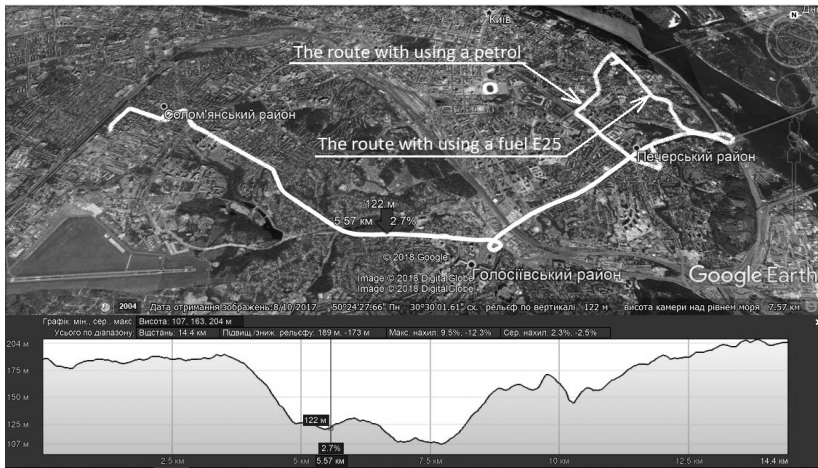 Київ
N
The route with using a petrol
Солом'янський район
The route with using a fuel E25
Печерський район
122 м
5.57 км 2.7%
© 2018 Google
Image © 2018 DigitalGlobe
Image © 2018 DigitalGlobe
Голосіївський район
Google Earth
2004 Дата отримання зображень: 8/10/2017 50°24'27.66" Пн 30°30'01.61" сх. рельєф по вертикалі 122 м висота камери над рівнем моря 7.57 км
Графік: мін., сер., макс. Висота: 107, 163, 204 м
Усього по діапазону: Відстань: 14.4 км Підвищ./зниж. рельєфу: 189 м, -173 м Макс. нахил: 9.5%, -12.3% Сер. нахил: 2.3%, -2.5%
204 м
175 м
150 м
125 м
107 м
122 м
2.7%
2.5 км 5 км 5.57 км 7.5 км 10 км 12.5 км 14.4 км